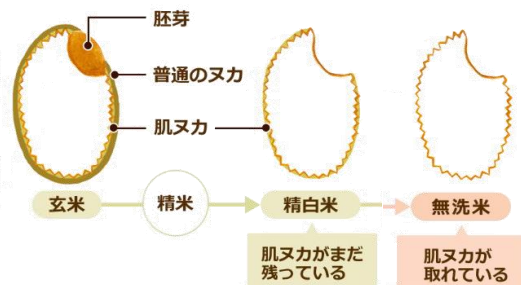 胚芽
普通のヌカ
肌ヌカ
玄米
精米
精白米
無洗米
肌ヌカがまだ
残っている
肌ヌカが
取れている